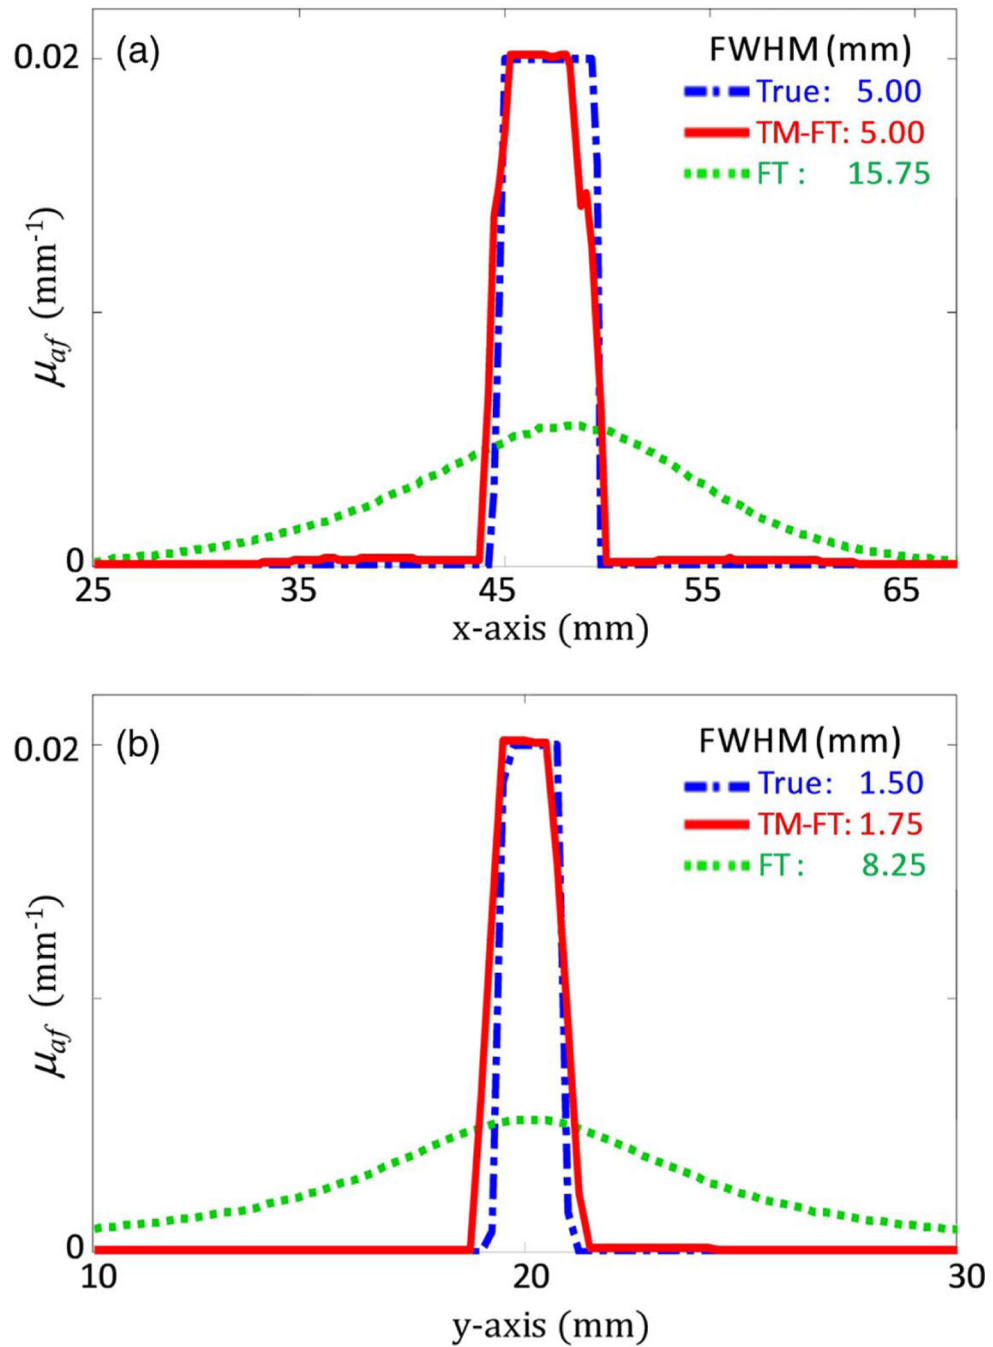 (a)
FWHM (mm)
True: 5.00
TM-FT: 5.00
FT : 15.75
0.02
μaf (mm-1)
0
25 35 45 55 65
x-axis (mm)
(b)
FWHM (mm)
True: 1.50
TM-FT: 1.75
FT : 8.25
0.02
μaf (mm-1)
0
10 20 30
y-axis (mm)